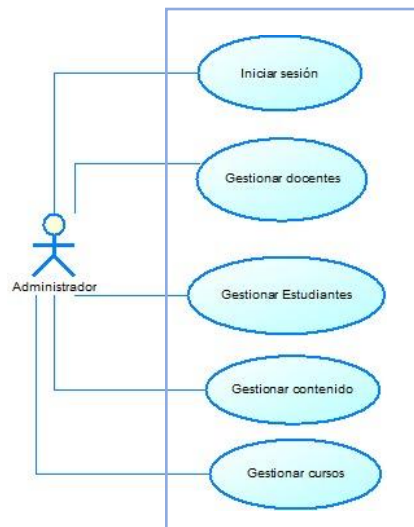 Iniciar sesión
Gestionar docentes
Administrador
Gestionar Estudiantes
Gestionar contenido
Gestionar cursos